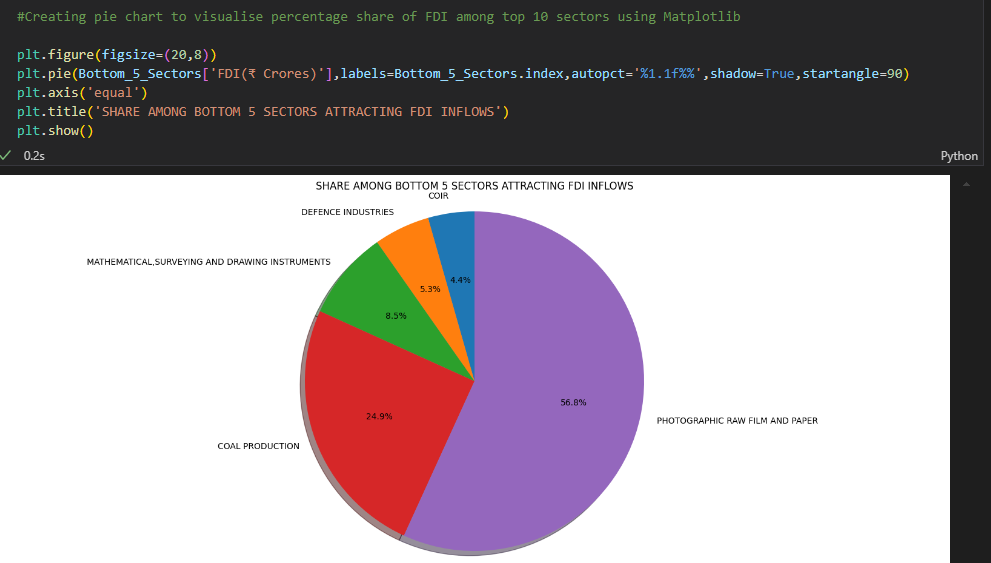 #Creating pie chart to visualise percentage share of FDI among top 10 sectors using Matplotlib
plt.figure(figsize=(20,8))
plt.pie(Bottom_5_Sectors['FDI(₹ Crores)'],labels=Bottom_5_Sectors.index,autopct='%1.1f%%',shadow=True,startangle=90)
plt.axis('equal')
plt.title('SHARE AMONG BOTTOM 5 SECTORS ATTRACTING FDI INFLOWS')
plt.show()
0.2s
Python
SHARE AMONG BOTTOM 5 SECTORS ATTRACTING FDI INFLOWS
COIR
DEFENCE INDUSTRIES
MATHEMATICAL,SURVEYING AND DRAWING INSTRUMENTS
4.4%
5.3%
8.5%
56.8%
24.9%
PHOTOGRAPHIC RAW FILM AND PAPER
COAL PRODUCTION